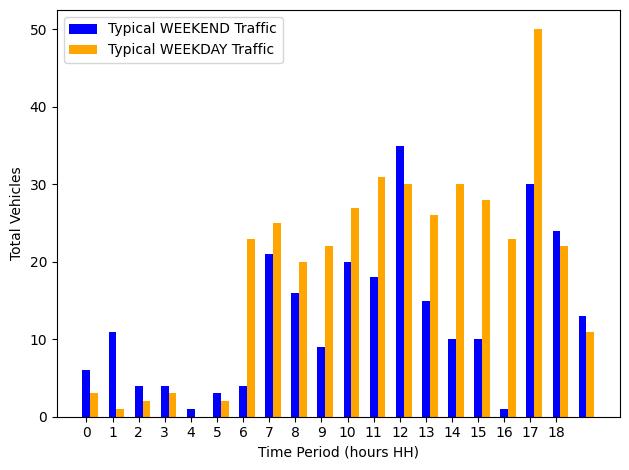 Typical WEEKEND Traffic
Typical WEEKDAY Traffic
50
40
30
20
10
0
Total Vehicles
0 1 2 3 4 5 6 7 8 9 10 11 12 13 14 15 16 17 18
Time Period (hours HH)